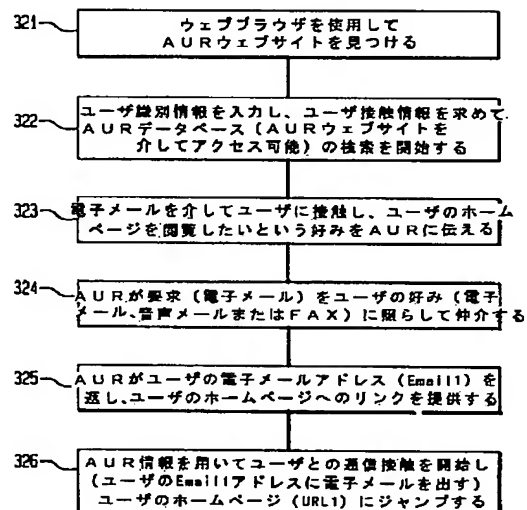 321
ウェブブラウザを使用して
AURウェブサイトを見つける
322
ユーザ識別情報を入力し、ユーザ接触情報を求めて、
AURデータベース(AURウェブサイトを
介してアクセス可能)の検索を開始する
323
電子メールを介してユーザに接触し、ユーザのホーム
ページを閲覧したいという好みをAURに伝える
324
AURが要求(電子メール)をユーザの好み(電子
メール、音声メールまたはFAX)に照らして仲介する
325
AURがユーザの電子メールアドレス(Email1)を
返し、ユーザのホームページへのリンクを提供する
326
AUR情報を用いてユーザとの通信接触を開始し
(ユーザのEmail1アドレスに電子メールを出す)
ユーザのホームページ(URL1)にジャンプする